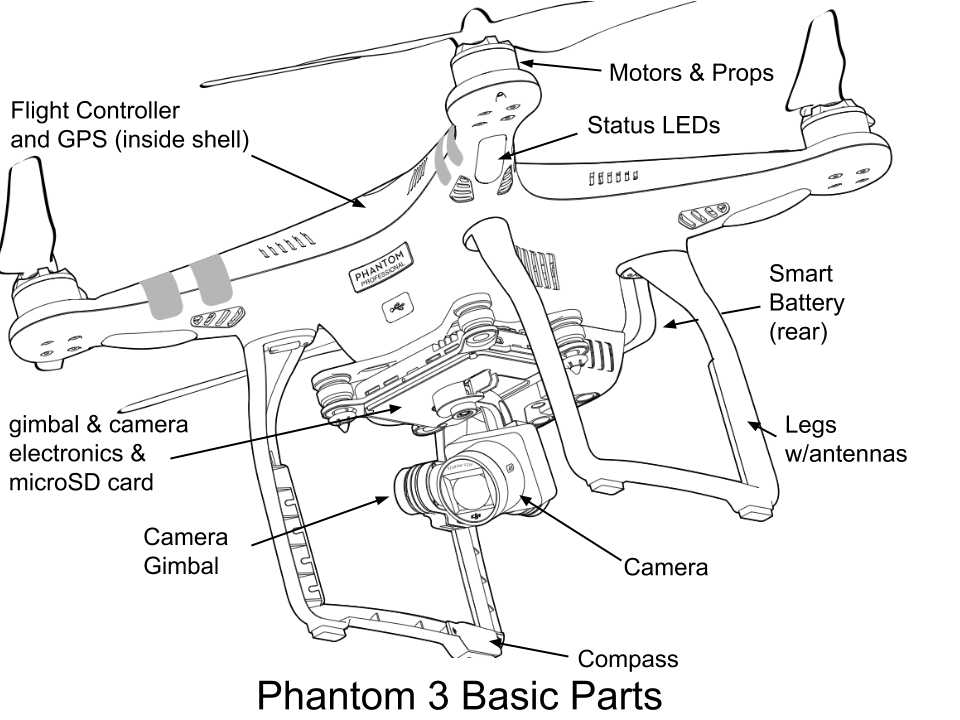 Motors & Props
Flight Controller
and GPS (inside shell)
Status LEDs
PHANTOM
PROFESSIONAL
Smart
Battery
(rear)
gimbal & camera
electronics &
microSD card
Legs
w/antennas
Camera
Gimbal
Camera
Compass
Phantom 3 Basic Parts